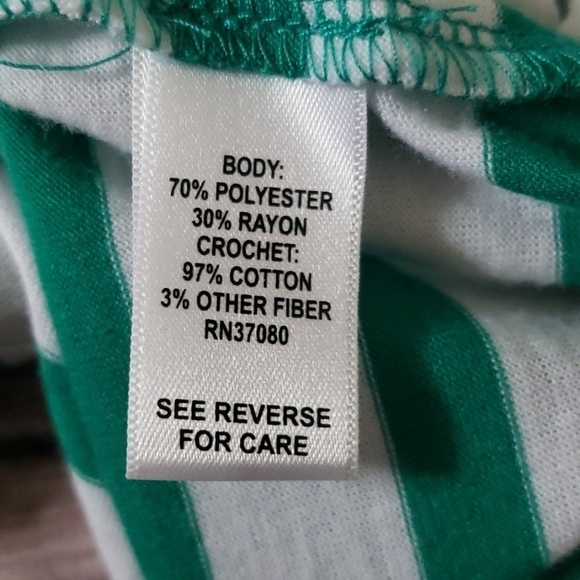 BODY:
70% POLYESTER
30% RAYON
CROCHET:
97% COTTON
3% OTHER FIBER
RN37080
SEE REVERSE
FOR CARE